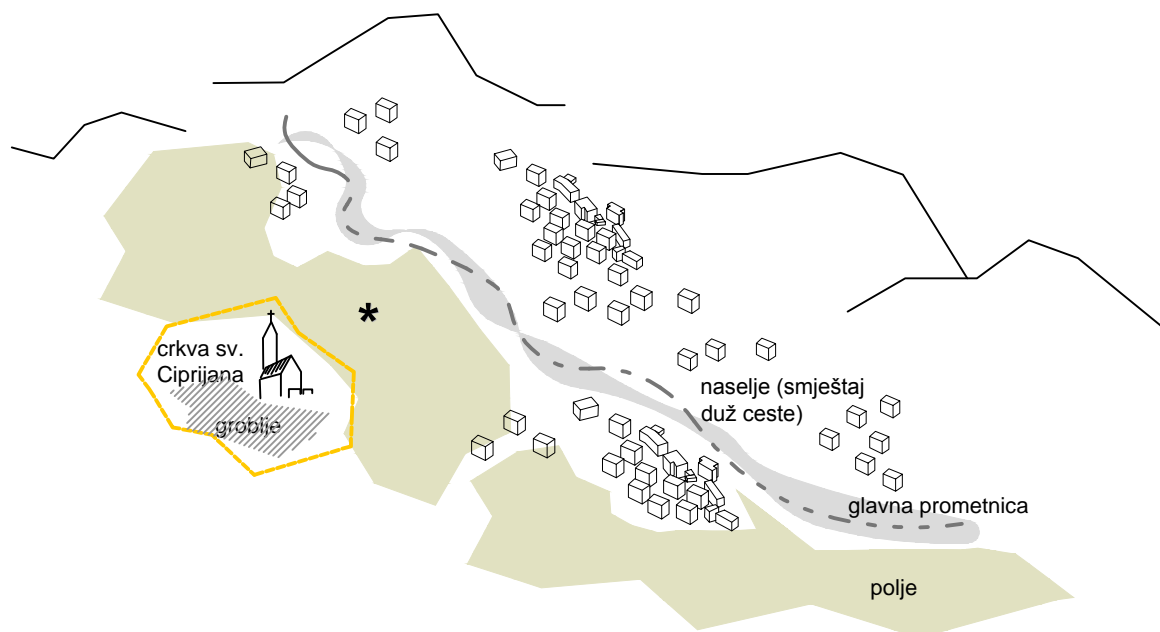 *
crkva sv.
Ciprijana
groblje
naselje (smještaj
duž ceste)
glavna prometnica
polje